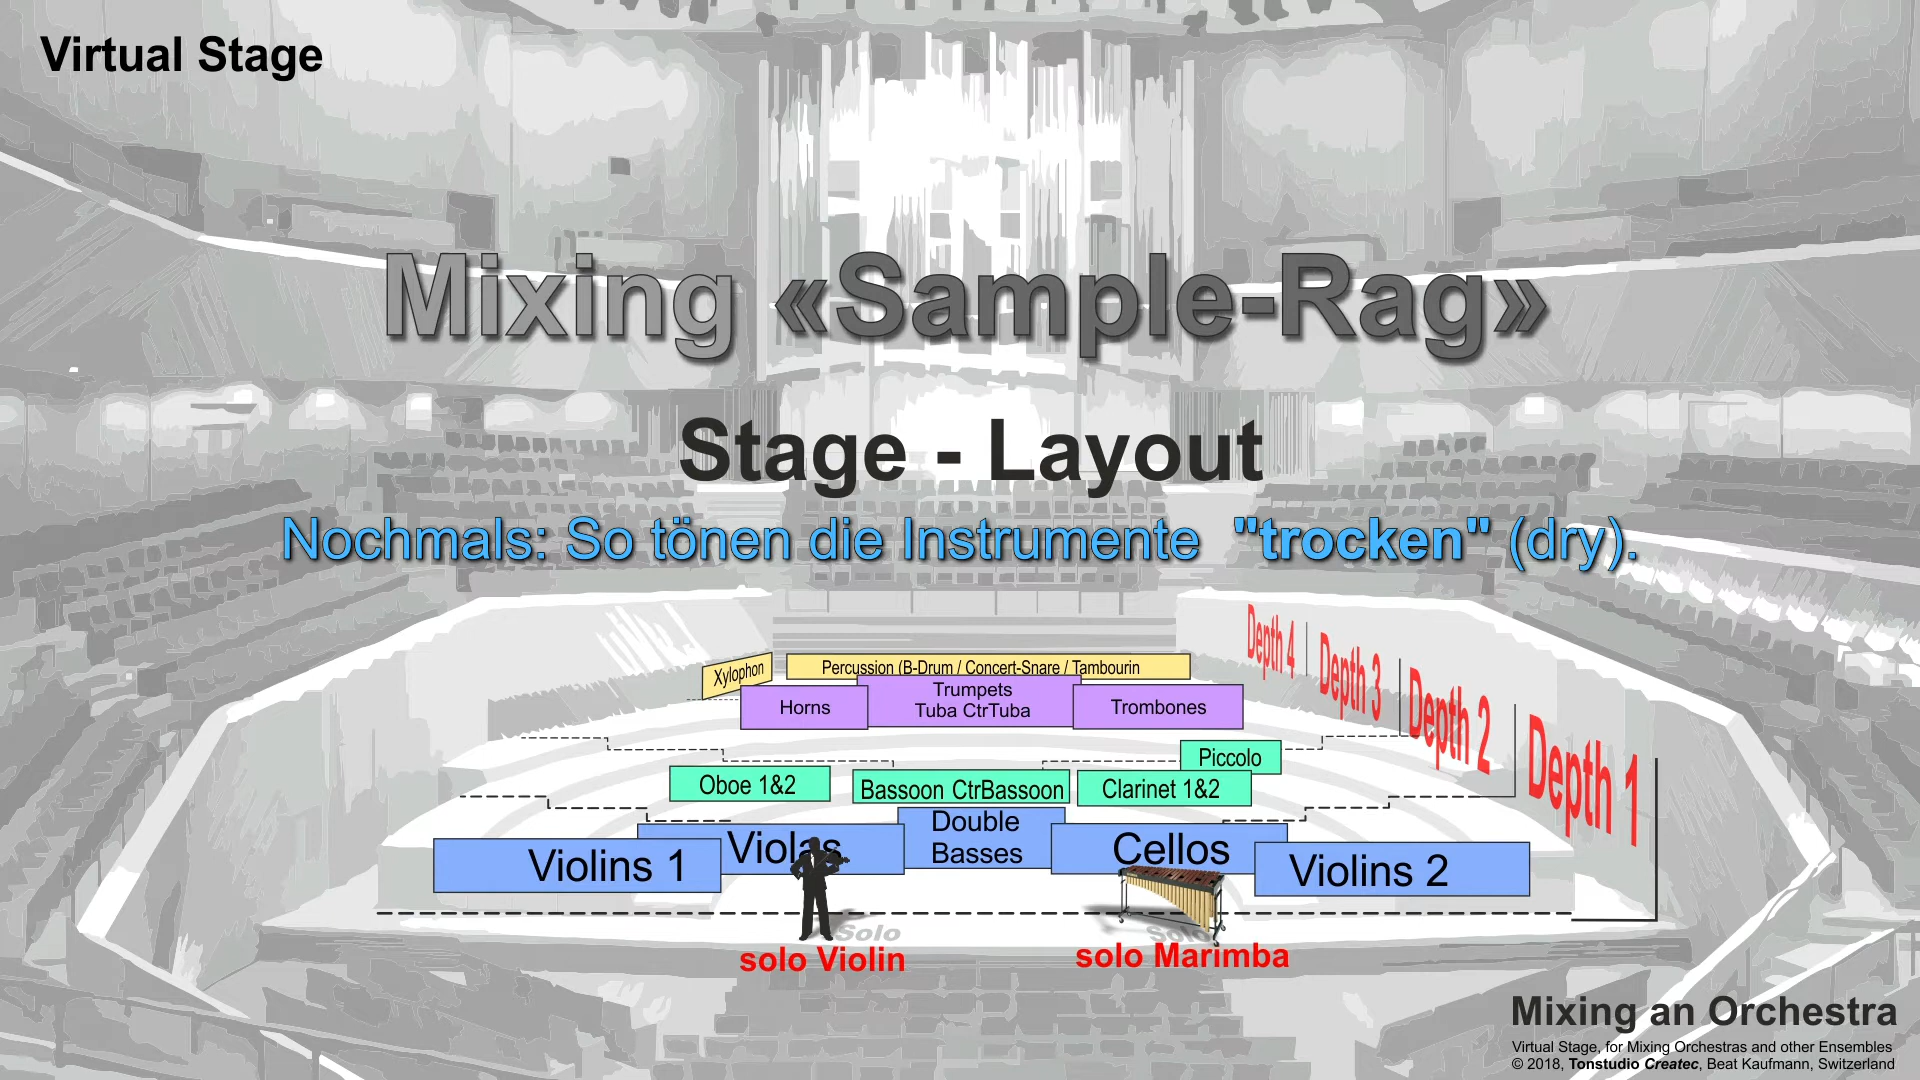 Virtual Stage
Mixing «Sample-Rag»
Stage - Layout
Nochmals: So tönen die Instrumente "trocken" (dry).
Depth 4
Depth 3
Depth 2
Depth 1
Xylophon
Percussion (B-Drum / Concert-Snare / Tambourin
Horns
Trumpets
Tuba CtrTuba
Trombones
Piccolo
Oboe 1&2
Bassoon CtrBassoon
Clarinet 1&2
Double
Basses
Violins 1
Violas
Cellos
Violins 2
Solo
Solo
solo Violin
solo Marimba
Mixing an Orchestra
Virtual Stage, for Mixing Orchestras and other Ensembles
© 2018, Tonstudio Createc, Beat Kaufmann, Switzerland